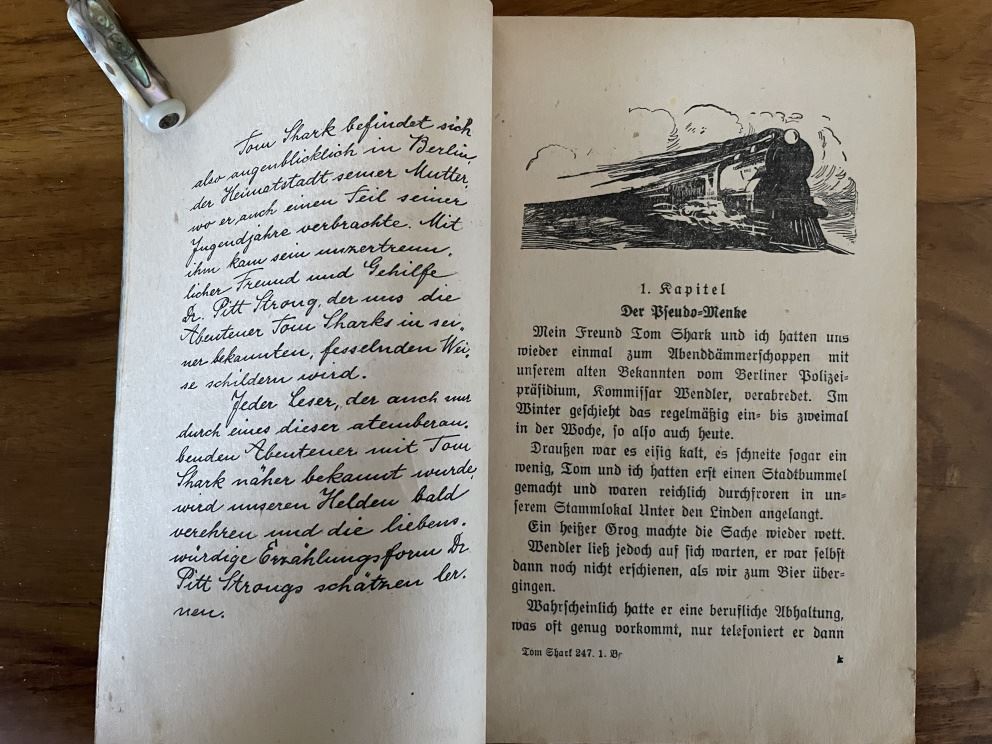 Tom Shark befindet sich
also augenblicklich in Berlin,
der Heimatstadt seiner Mutter,
wo er auch einen Teil seiner
Jugendjahre verbrachte. Mit
ihm kam sein unzertrenn-
licher Freund und Gehilfe
Dr. Pitt Strong, der uns die
Abenteuer Tom Sharks in sei-
ner bekannten, fesselnden Wei-
se schildern wird.
Jeder Leser, der auch nur
durch eines dieser atemberau-
benden Abentener mit Tom
Shark näher bekannt wurde,
wird unseren Helden bald
verehren und die liebens-
würdige Erzählungsform Dr.
Pitt Strongs schätzen ler-
nen.
1. Kapitel
Der Pseudo-Menke
Mein Freund Tom Shark und ich hatten uns
wieder einmal zum Abenddämmerschoppen mit
unserem alten Bekannten vom Berliner Polizei-
präsidium, Kommissar Wendler, verabredet. Im
Winter geschieht das regelmäßig ein- bis zweimal
in der Woche, so also auch heute.
Draußen war es eisig kalt, es schneite sogar ein
wenig, Tom und ich hatten erst einen Stadtbummel
gemacht und waren reichlich durchfroren in un-
serem Stammlokal Unter den Linden angelangt.
Ein heißer Grog machte die Sache wieder wett.
Wendler ließ jedoch auf sich warten, er war selbst
dann noch nicht erschienen, als wir zum Bier über-
gingen.
Wahrscheinlich hatte er eine berufliche Abhaltung,
was oft genug vorkommt, nur telefoniert er dann
Tom Shark 247. 1. Br